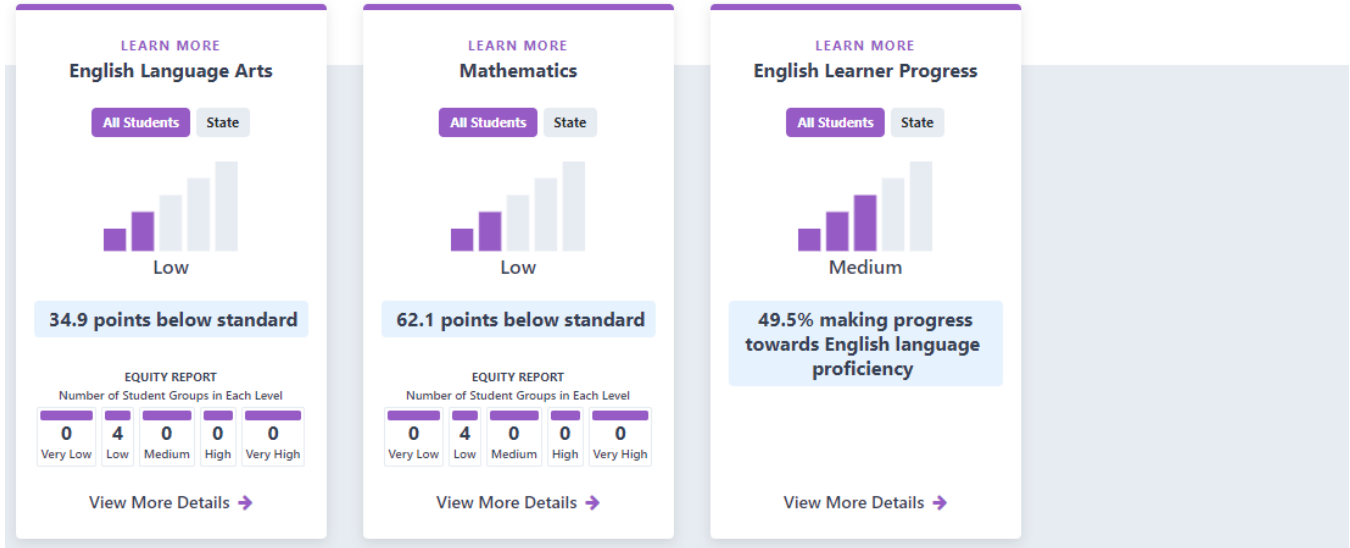 LEARN MORE
English Language Arts
All Students State
Low
34.9 points below standard
EQUITY REPORT
Number of Student Groups in Each Level
0 4 0 0 0
Very Low Low Medium High Very High
View More Details
LEARN MORE
Mathematics
All Students State
Low
62.1 points below standard
EQUITY REPORT
Number of Student Groups in Each Level
0 4 0 0 0
Very Low Low Medium High Very High
View More Details
LEARN MORE
English Learner Progress
All Students State
Medium
49.5% making progress
towards English language
proficiency
View More Details